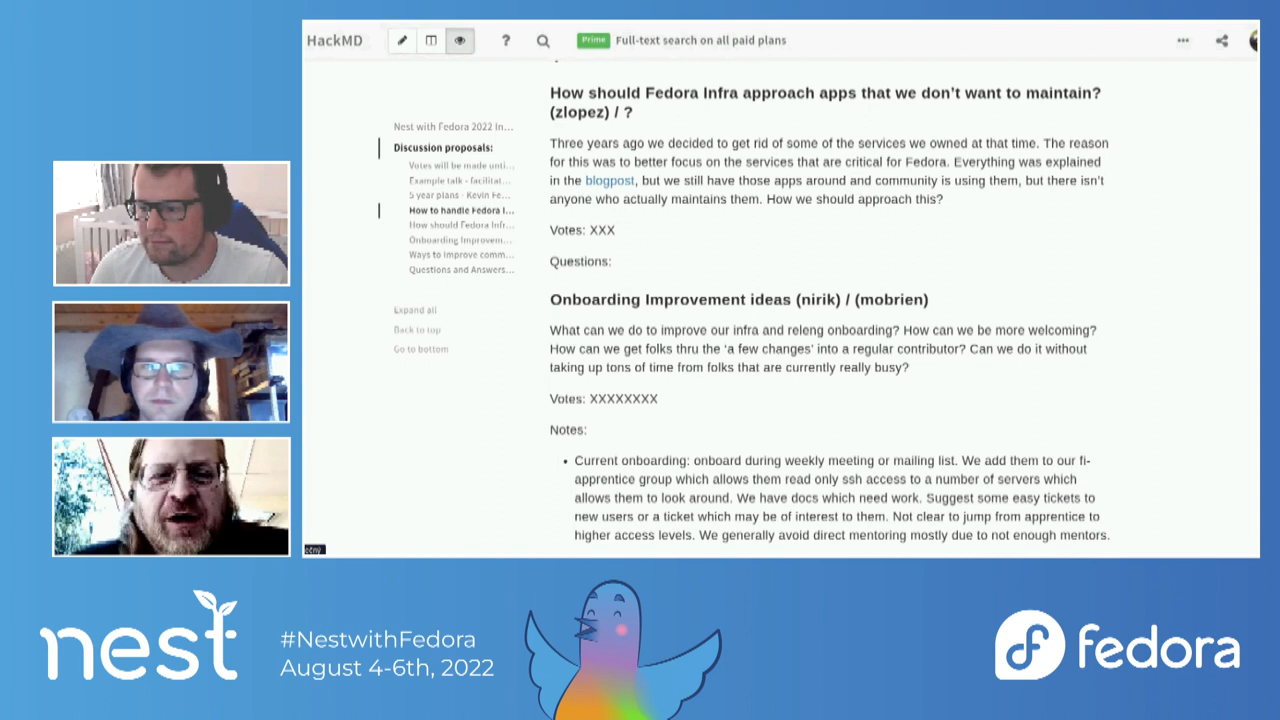 HackMD
?
Prime Full-text search on all paid plans
Nest with Fedora 2022 In...
Discussion proposals:
Votes will be made unti...
Example talk - facilitat...
5 year plans - Kevin Fe...
How to handle Fedora I...
How should Fedora Infr...
Onboarding Improvem...
Ways to improve comm...
Questions and Answers...
Expand all
Back to top
Go to bottom
How should Fedora Infra approach apps that we don't want to maintain?
(zlopez) / ?
Three years ago we decided to get rid of some of the services we owned at that time. The reason
for this was to better focus on the services that are critical for Fedora. Everything was explained
in the blogpost, but we still have those apps around and community is using them, but there isn't
anyone who actually maintains them. How we should approach this?
Votes: XXX
Questions:
Onboarding Improvement ideas (nirik) / (mobrien)
What can we do to improve our infra and releng onboarding? How can we be more welcoming?
How can we get folks thru the 'a few changes' into a regular contributor? Can we do it without
taking up tons of time from folks that are currently really busy?
Votes: XXXXXXXX
Notes:
• Current onboarding: onboard during weekly meeting or mailing list. We add them to our fi-
apprentice group which allows them read only ssh access to a number of servers which
allows them to look around. We have docs which need work. Suggest some easy tickets to
new users or a ticket which may be of interest to them. Not clear to jump from apprentice to
higher access levels. We generally avoid direct mentoring mostly due to not enough mentors.
nest
#NestwithFedora
August 4-6th, 2022
fedora